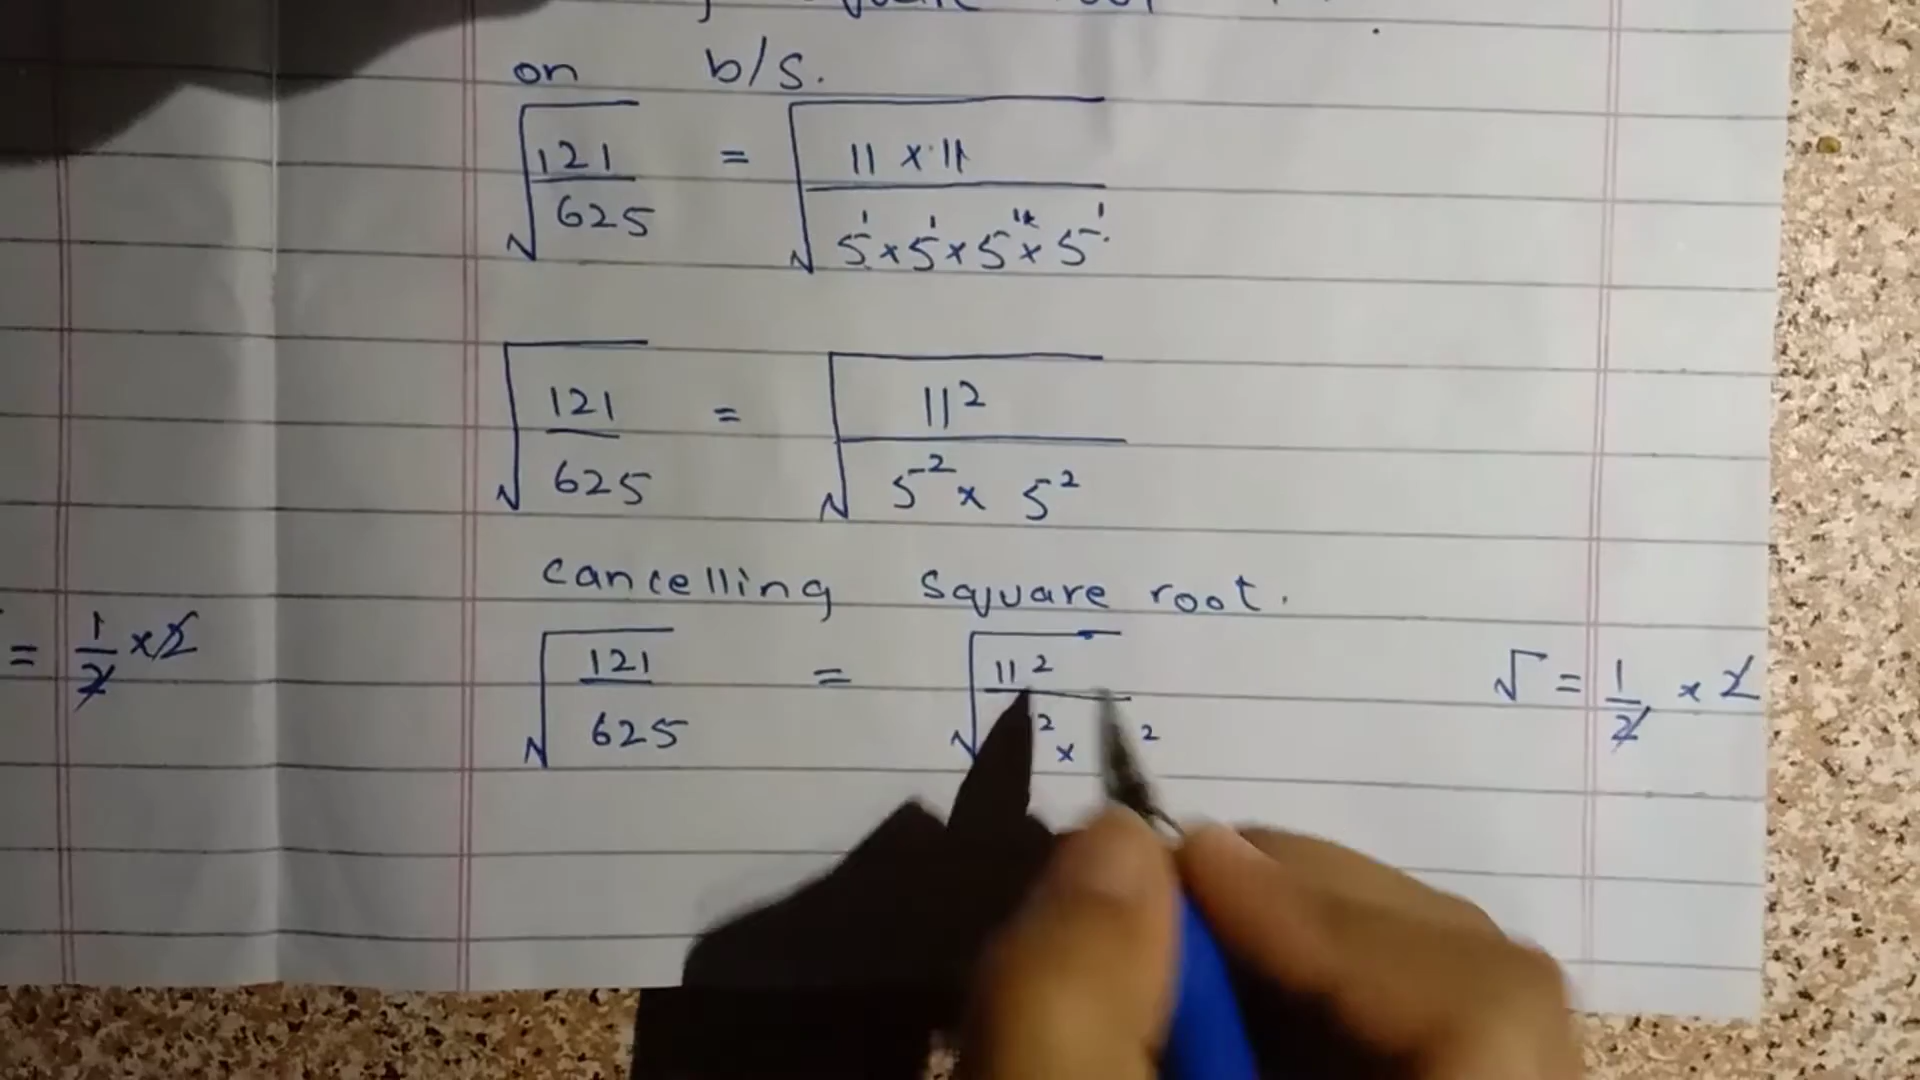 on b/s.
√121/625 = √11 x 11/5 x 5 x 5 x 5
√121/625 = √11²/5² x 5²
cancelling square root.
= 1/2 x 2
√121/625 = √11²/² x ²
√ = 1/2 x 2